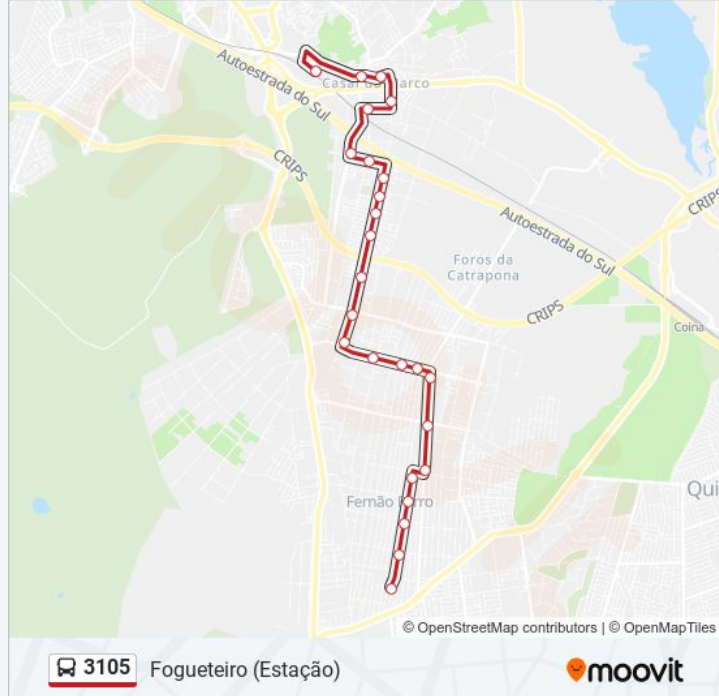 Casal do Marco
Autoestrada do Sul
CRIPS
CRIPS
Autoestrada do Sul
Foros da
Catrapona
CRIPS
Coina
Qui
Fernão Ferro
© OpenStreetMap contributors | © OpenMapTiles
3105 Fogueteiro (Estação)
moovit